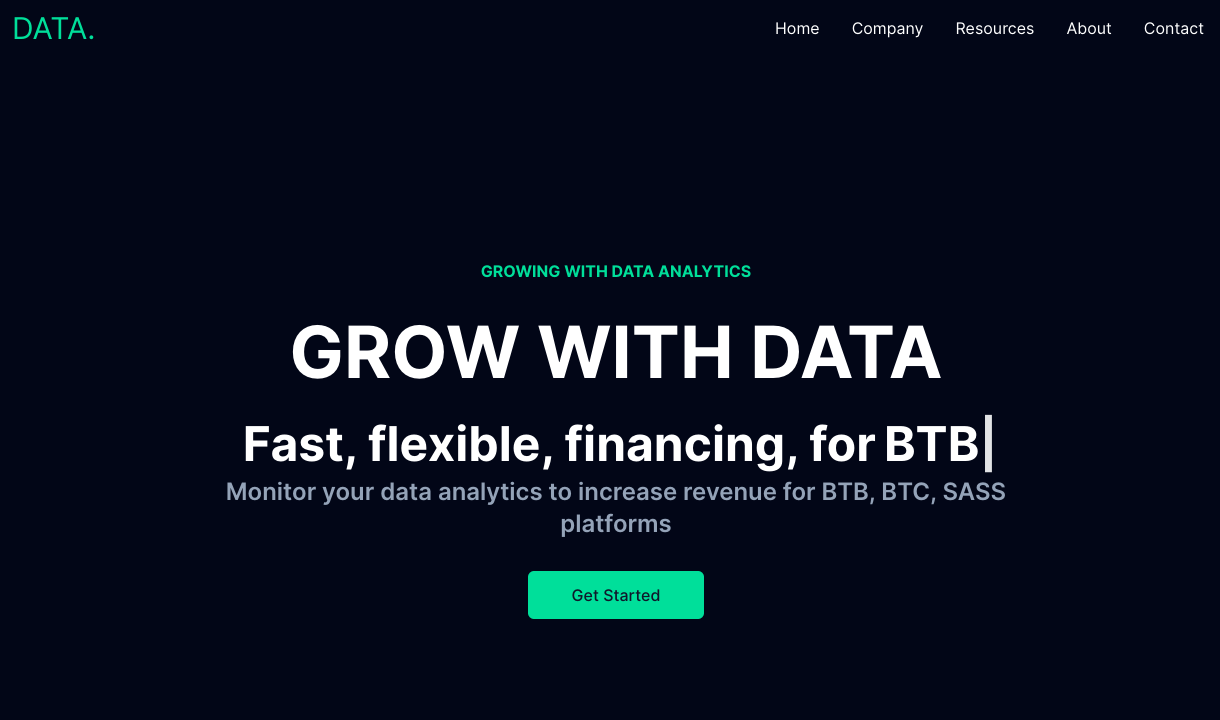 DATA.
Home Company Resources About Contact
GROWING WITH DATA ANALYTICS
GROW WITH DATA
Fast, flexible, financing, for BTB|
Monitor your data analytics to increase revenue for BTB, BTC, SASS
platforms
Get Started